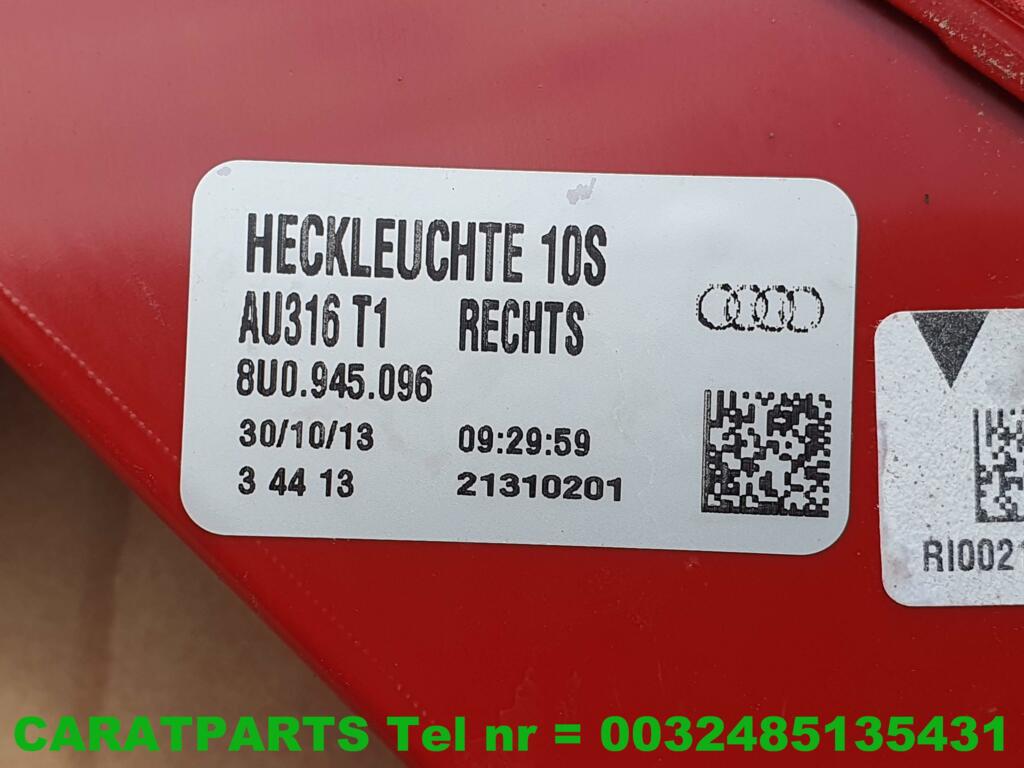 HECKLEUCHTE 10S
AU316 T1 RECHTS
8U0.945.096
30/10/13 09:29:59
3 44 13 21310201
RI002
CARATPARTS Tel nr = 0032485135431